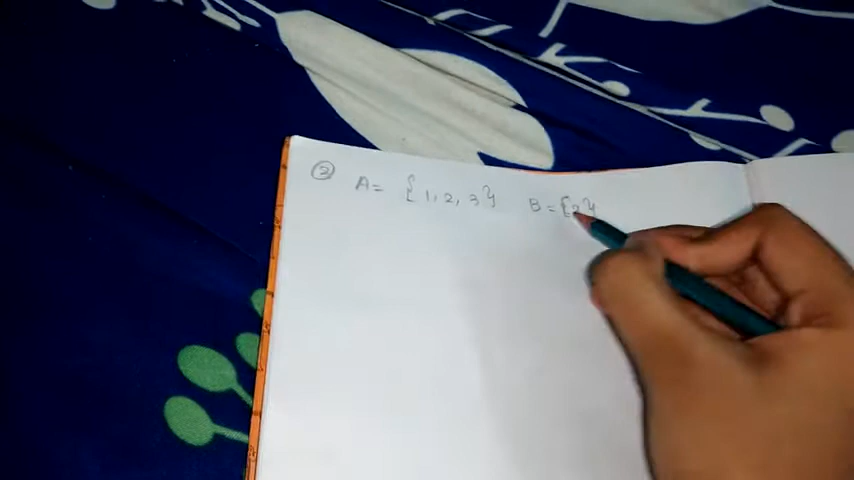 ② A = { 1, 2, 3 } B = { 2 }